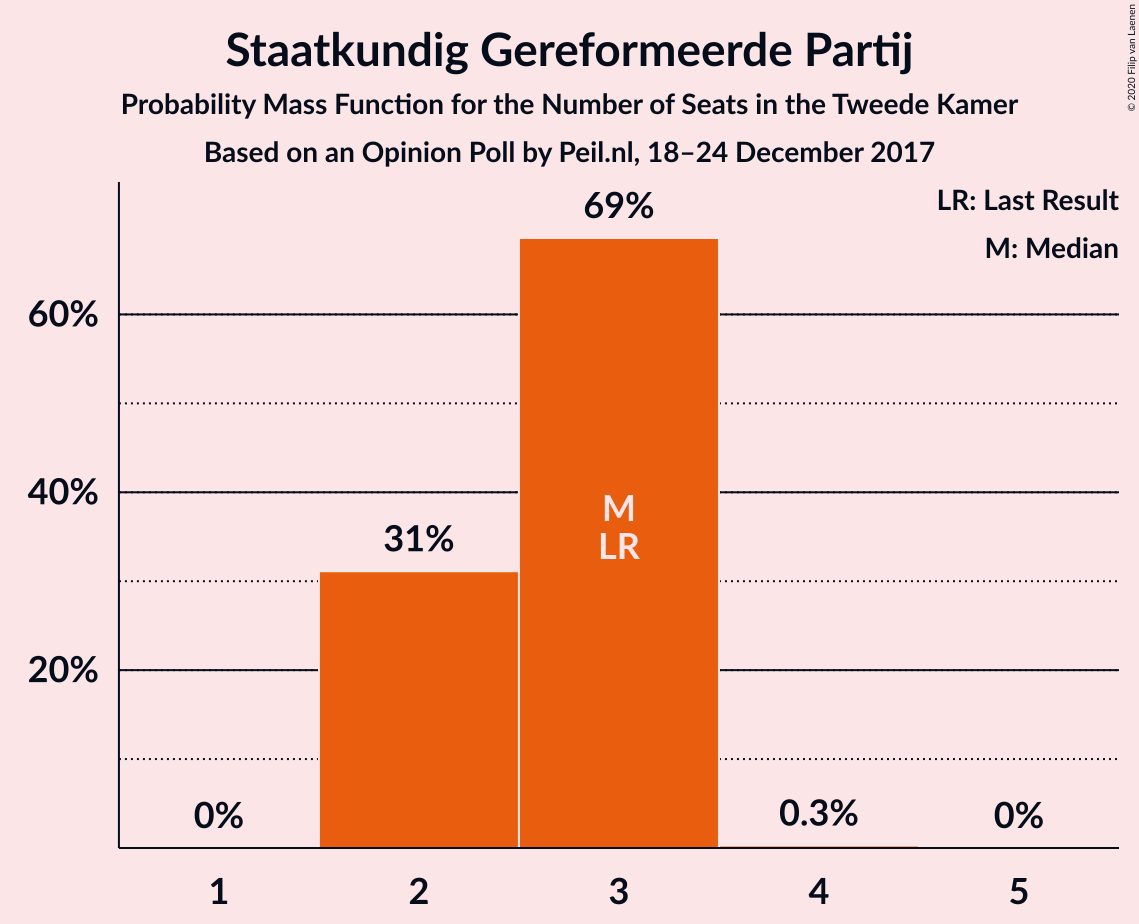 Staatkundig Gereformeerde Partij
Probability Mass Function for the Number of Seats in the Tweede Kamer
Based on an Opinion Poll by Peil.nl, 18–24 December 2017
© 2020 Filip van Laenen
LR: Last Result
M: Median
69%
60%
40%
M
LR
31%
20%
0%
0.3%
0%
1
2
3
4
5